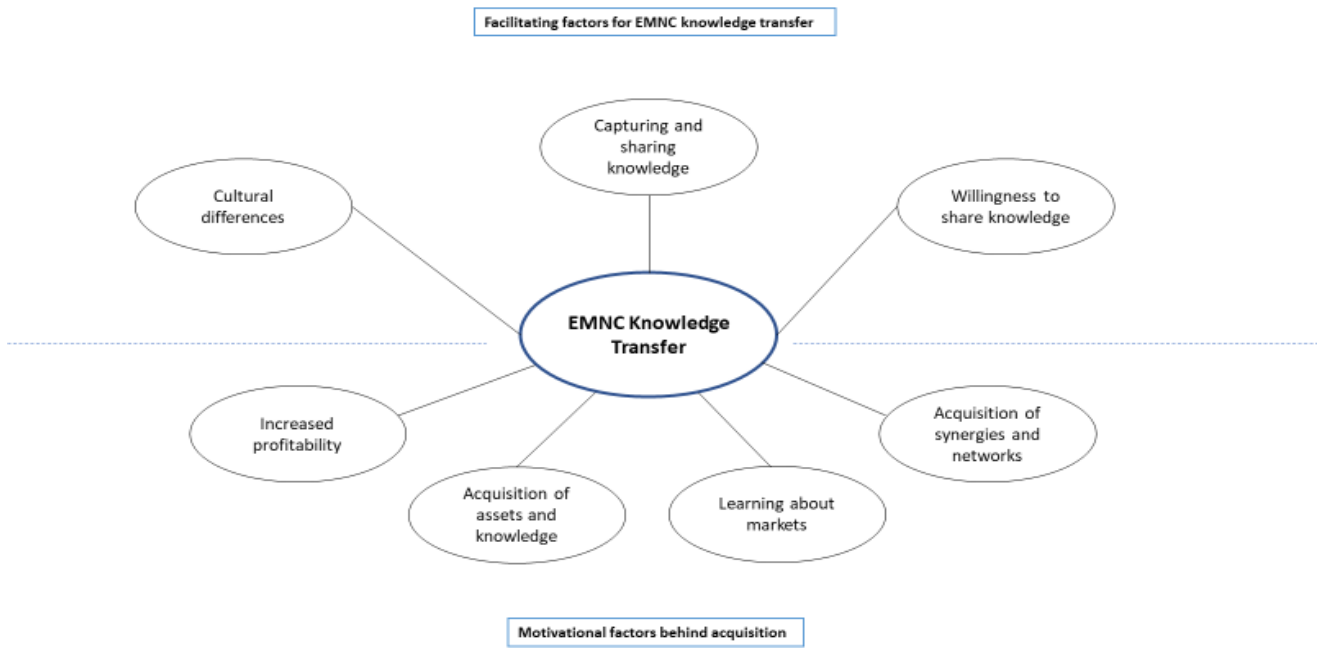 Facilitating factors for EMNC knowledge transfer
Capturing and
sharing
knowledge
Cultural
differences
Willingness to
share knowledge
EMNC Knowledge
Transfer
Increased
profitability
Acquisition of
synergies and
networks
Acquisition of
assets and
knowledge
Learning about
markets
Motivational factors behind acquisition